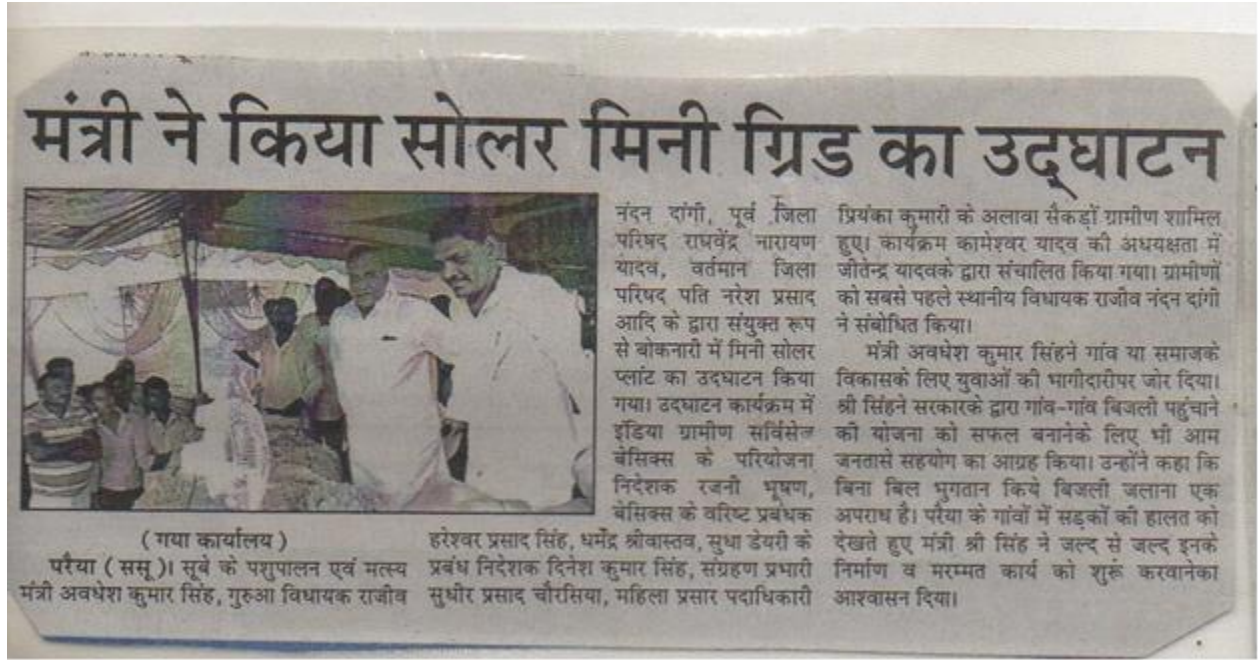 मंत्री ने किया सोलर मिनी ग्रिड का उद्घाटन
(गया कार्यालय)
परैया (ससू)। सूबे के पशुपालन एवं मत्स्य
मंत्री अवधेश कुमार सिंह, गुरुआ विधायक राजीव
नंदन दांगी, पूर्व जिला
परिषद राघवेंद्र नारायण
यादव, वर्तमान जिला
परिषद पति नरेश प्रसाद
आदि के द्वारा संयुक्त रूप
से बोकनारी में मिनी सोलर
प्लांट का उदघाटन किया
गया। उदघाटन कार्यक्रम में
इंडिया ग्रामीण सर्विसेज
बेसिक्स के परियोजना
निदेशक रजनी भूषण,
बेसिक्स के वरिष्ट प्रबंधक
हरेश्वर प्रसाद सिंह, धर्मेंद्र श्रीवास्तव, सुधा डेयरी के
प्रबंध निदेशक दिनेश कुमार सिंह, संग्रहण प्रभारी
सुधीर प्रसाद चौरसिया, महिला प्रसार पदाधिकारी
प्रियंका कुमारी के अलावा सैकड़ों ग्रामीण शामिल
हुए। कार्यक्रम कामेश्वर यादव की अधयक्षता में
जीतेन्द्र यादवके द्वारा संचालित किया गया। ग्रामीणों
को सबसे पहले स्थानीय विधायक राजीव नंदन दांगी
ने संबोधित किया।
मंत्री अवधेश कुमार सिंहने गांव या समाजके
विकासके लिए युवाओं की भागीदारीपर जोर दिया।
श्री सिंहने सरकारके द्वारा गांव-गांव बिजली पहुंचाने
की योजना को सफल बनानेके लिए भी आम
जनतासे सहयोग का आग्रह किया। उन्होंने कहा कि
बिना बिल भुगतान किये बिजली जलाना एक
अपराध है। परैया के गांवों में सड़कों की हालत को
देखते हुए मंत्री श्री सिंह ने जल्द से जल्द इनके
निर्माण व मरम्मत कार्य को शुरू करवानेका
आश्वासन दिया।